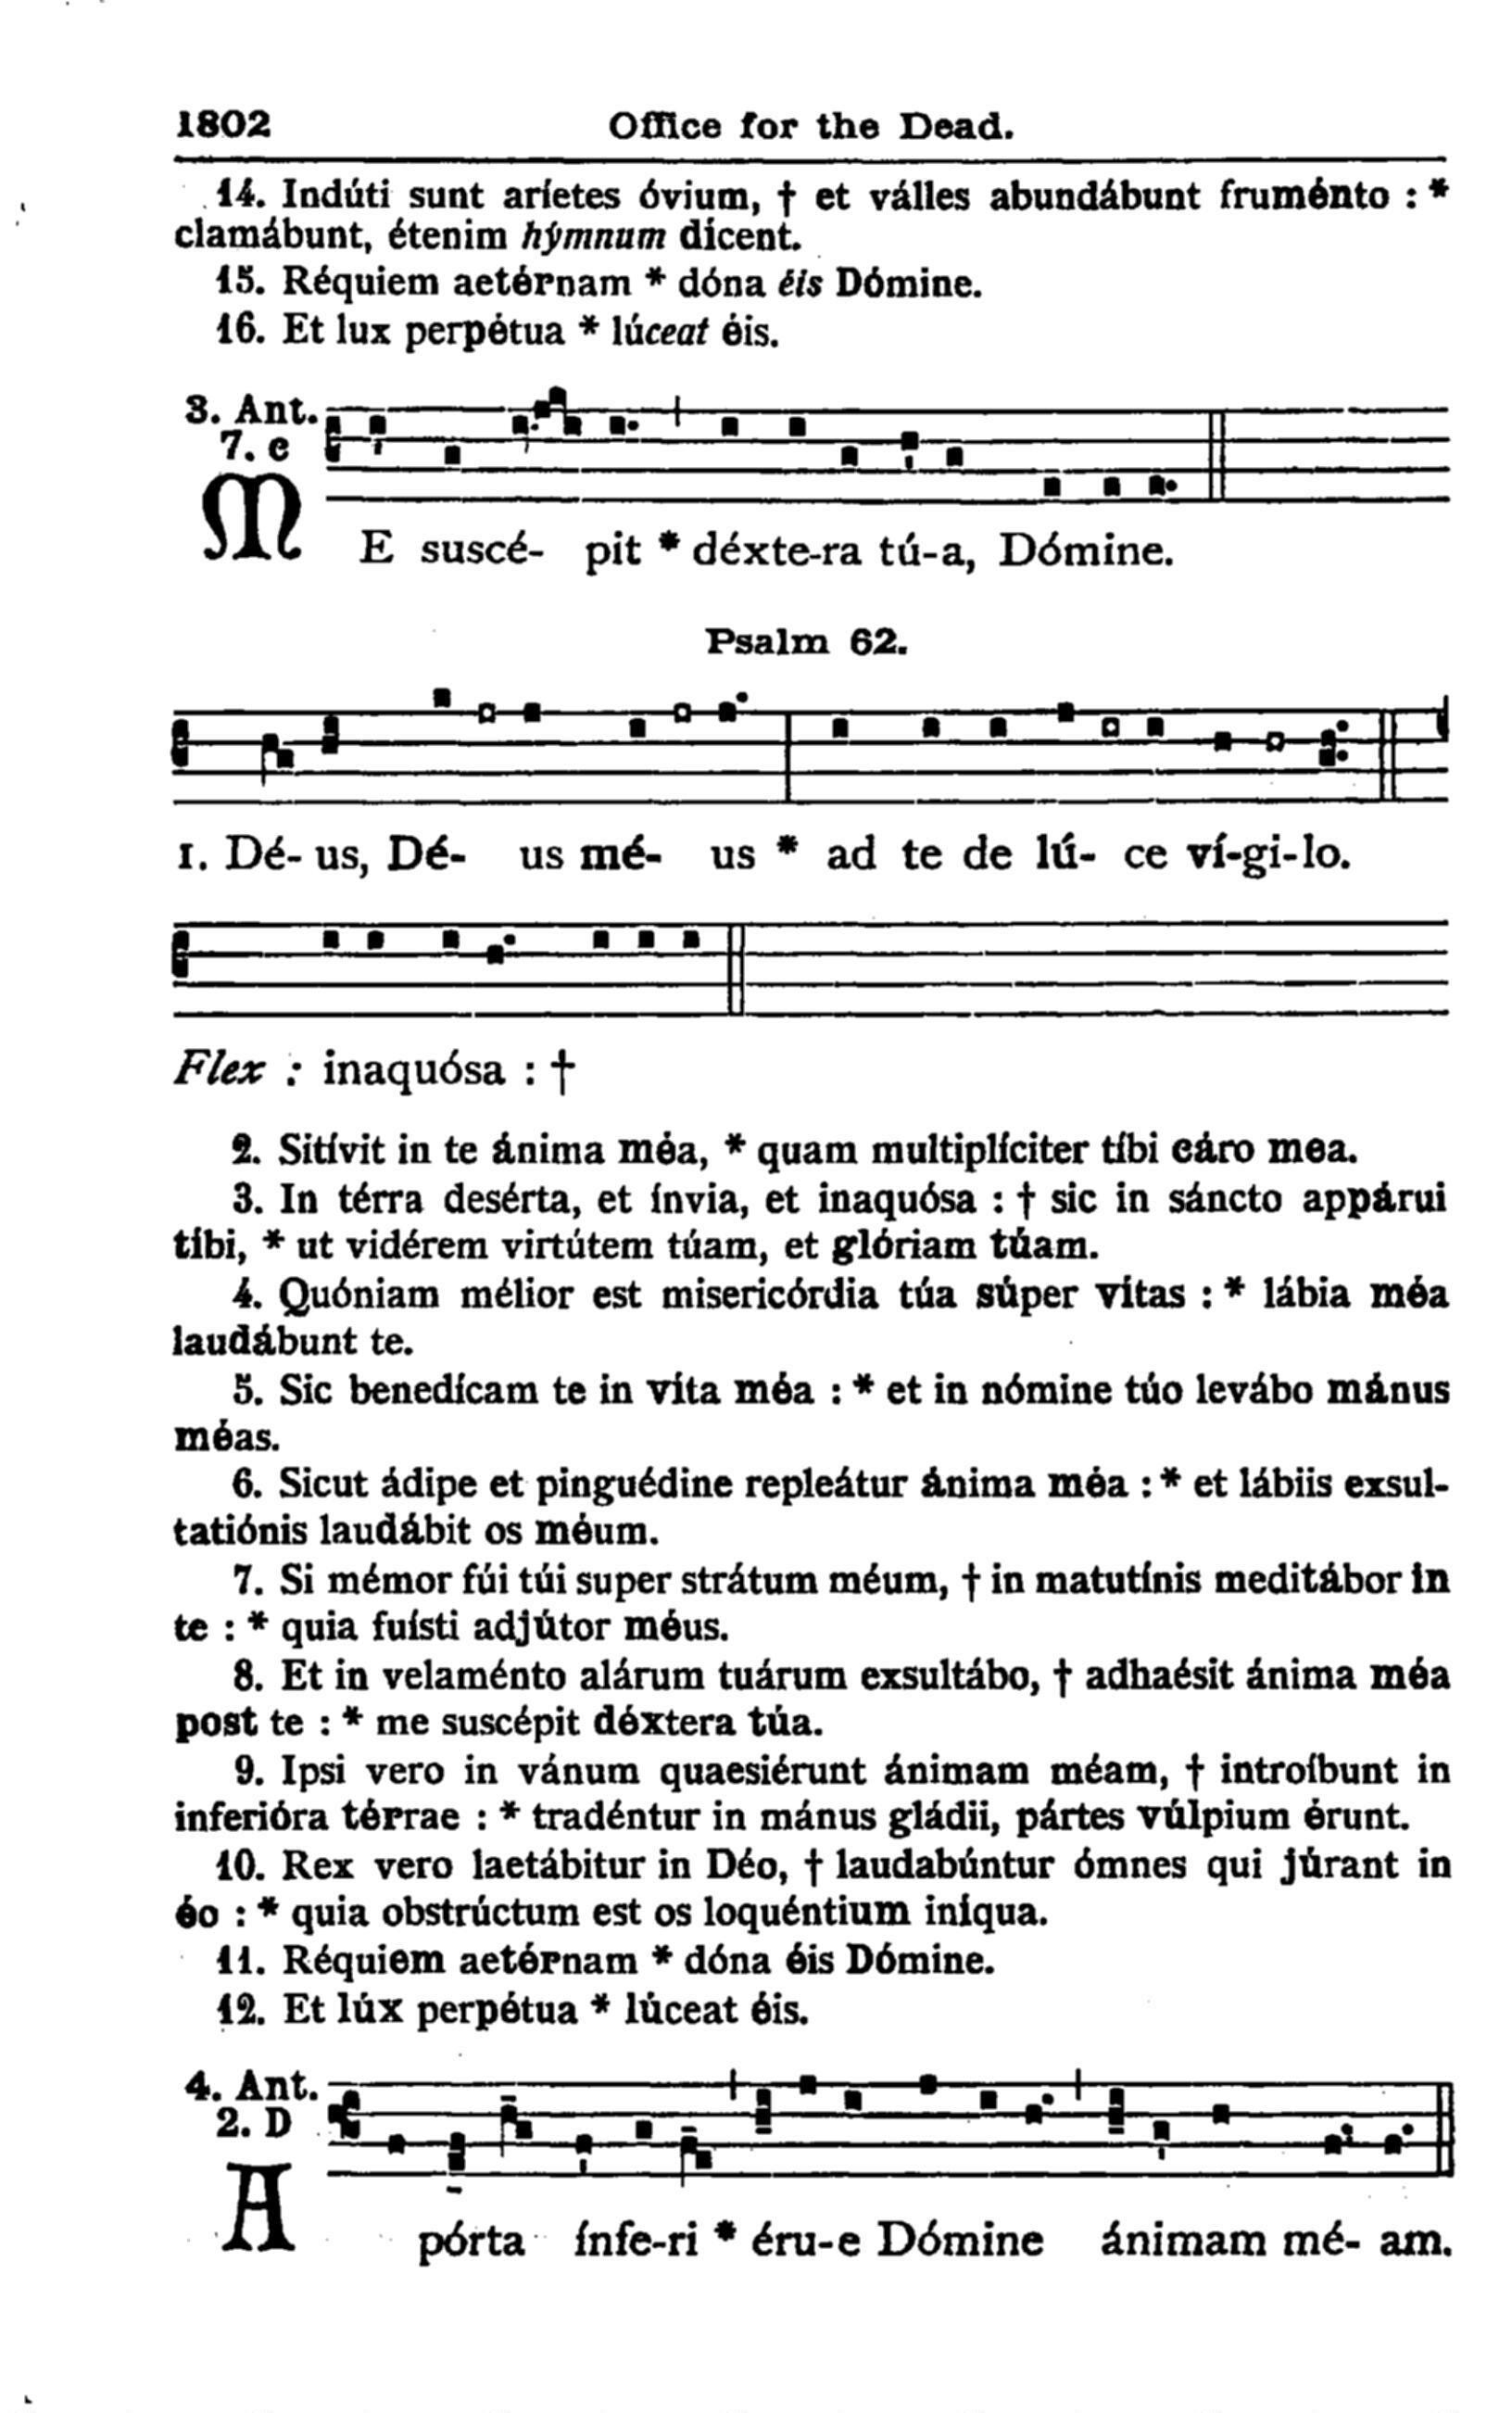 1802 Office for the Dead.
14. Indúti sunt aríetes óvium, † et válles abundábunt fruménto : *
clamábunt, étenim hýmnum dícent.
15. Réquiem aetérnam * dóna éis Dómine.
16. Et lux perpétua * lúceat éis.
3. Ant.
7. c
ME suscé- pit * déxte-ra tú-a, Dómine.
Psalm 62.
1. Dé- us, Dé- us mé- us * ad te de lú- ce ví-gi-lo.
Flex : inaquósa : †
2. Sitívit in te ánima méa, * quam multiplíciter tíbi cáro mea.
3. In térra desérta, et ínvia, et inaquósa : † sic in sáncto appárui
tíbi, * ut vidérem virtútem túam, et glóriam túam.
4. Quóniam mélior est misericórdia túa súper vítas : * lábia méa
laudábunt te.
5. Sic benedícam te in víta méa : * et in nómine túo levábo mánus
méas.
6. Sicut ádipe et pinguédine repleátur ánima méa : * et lábiis exsul-
tatiónis laudábit os méum.
7. Si mémor fúi túi super strátum méum, † in matutínis meditábor in
te : * quia fuísti adjútor méus.
8. Et in velaménto alárum tuárum exsultábo, † adhaésit ánima méa
post te : * me suscépit déxtera túa.
9. Ipsi vero in vánum quaesiérunt ánimam méam, † introíbunt in
inferióra térrae : * tradéntur in mánus gládii, pártes vúlpium érunt.
10. Rex vero laetábitur in Déo, † laudabúntur ómnes qui júrant in
éo : * quia obstrúctum est os loquéntium iníqua.
11. Réquiem aetérnam * dóna éis Dómine.
12. Et lúx perpétua * lúceat éis.
4. Ant.
2. D
A pórta ínfe-ri * éru-e Dómine ánimam mé- am.